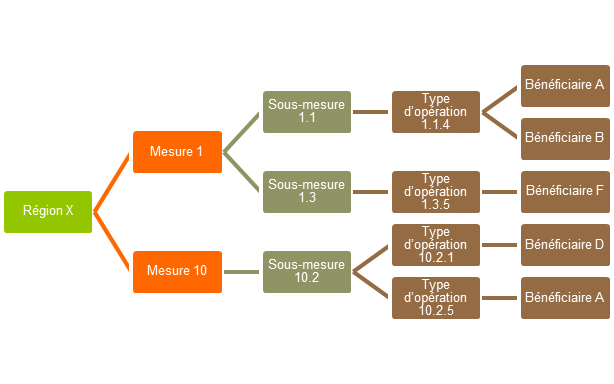 Région X
Mesure 1
Sous-mesure
1.1
Type
d'opération
1.1.4
Bénéficiaire A
Bénéficiaire B
Sous-mesure
1.3
Type
d'opération
1.3.5
Bénéficiaire F
Mesure 10
Sous-mesure
10.2
Type
d'opération
10.2.1
Bénéficiaire D
Type
d'opération
10.2.5
Bénéficiaire A